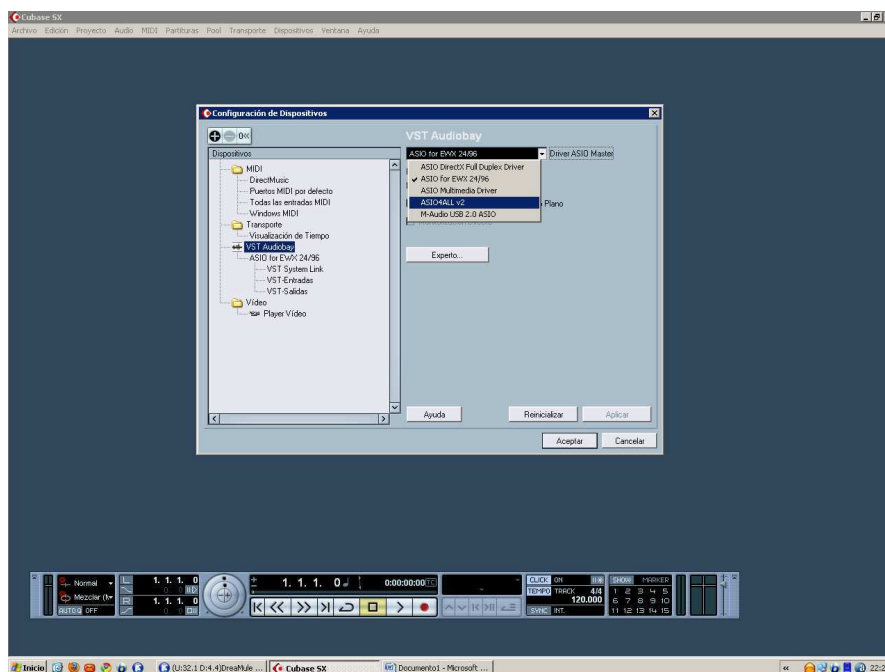 Cubase SX
Archivo Edición Proyecto Audio MIDI Partituras Pool Transporte Dispositivos Ventana Ayuda
Configuración de Dispositivos
Dispositivos
MIDI
DirectMusic
Puertos MIDI por defecto
Todas las entradas MIDI
Windows MIDI
Transporte
Visualización de Tiempo
VST Audiobay
ASIO for EWX 24/96
VST System Link
VST-Entradas
VST-Salidas
Vídeo
Player Vídeo
VST Audiobay
ASIO for EWX 24/96 Driver ASIO Master
ASIO DirectX Full Duplex Driver
ASIO for EWX 24/96
ASIO Multimedia Driver
ASIO4ALL v2
M-Audio USB 2.0 ASIO
Plano
Experto...
Ayuda Reinicializar Aplicar
Aceptar Cancelar
Normal
Mezclar
AUTO Q OFF
L 1. 1. 1. 0
R 1. 1. 1. 0
1. 1. 1. 0 0:00:00:00
CLICK ON
TEMPO TRACK 4/4
120.000
SYNC INT.
SHOW MARKER
1 2 3 4 5
6 7 8 9 10
11 12 13 14 15
Inicio (U:32.1 D:4.4)DreaMule ... Cubase SX Documento1 - Microsoft ...